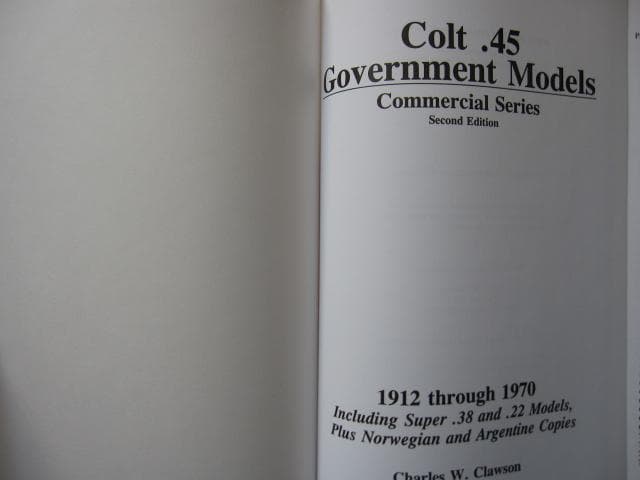 Colt .45
Government Models
Commercial Series
Second Edition
1912 through 1970
Including Super .38 and .22 Models,
Plus Norwegian and Argentine Copies
Charles W. Clawson